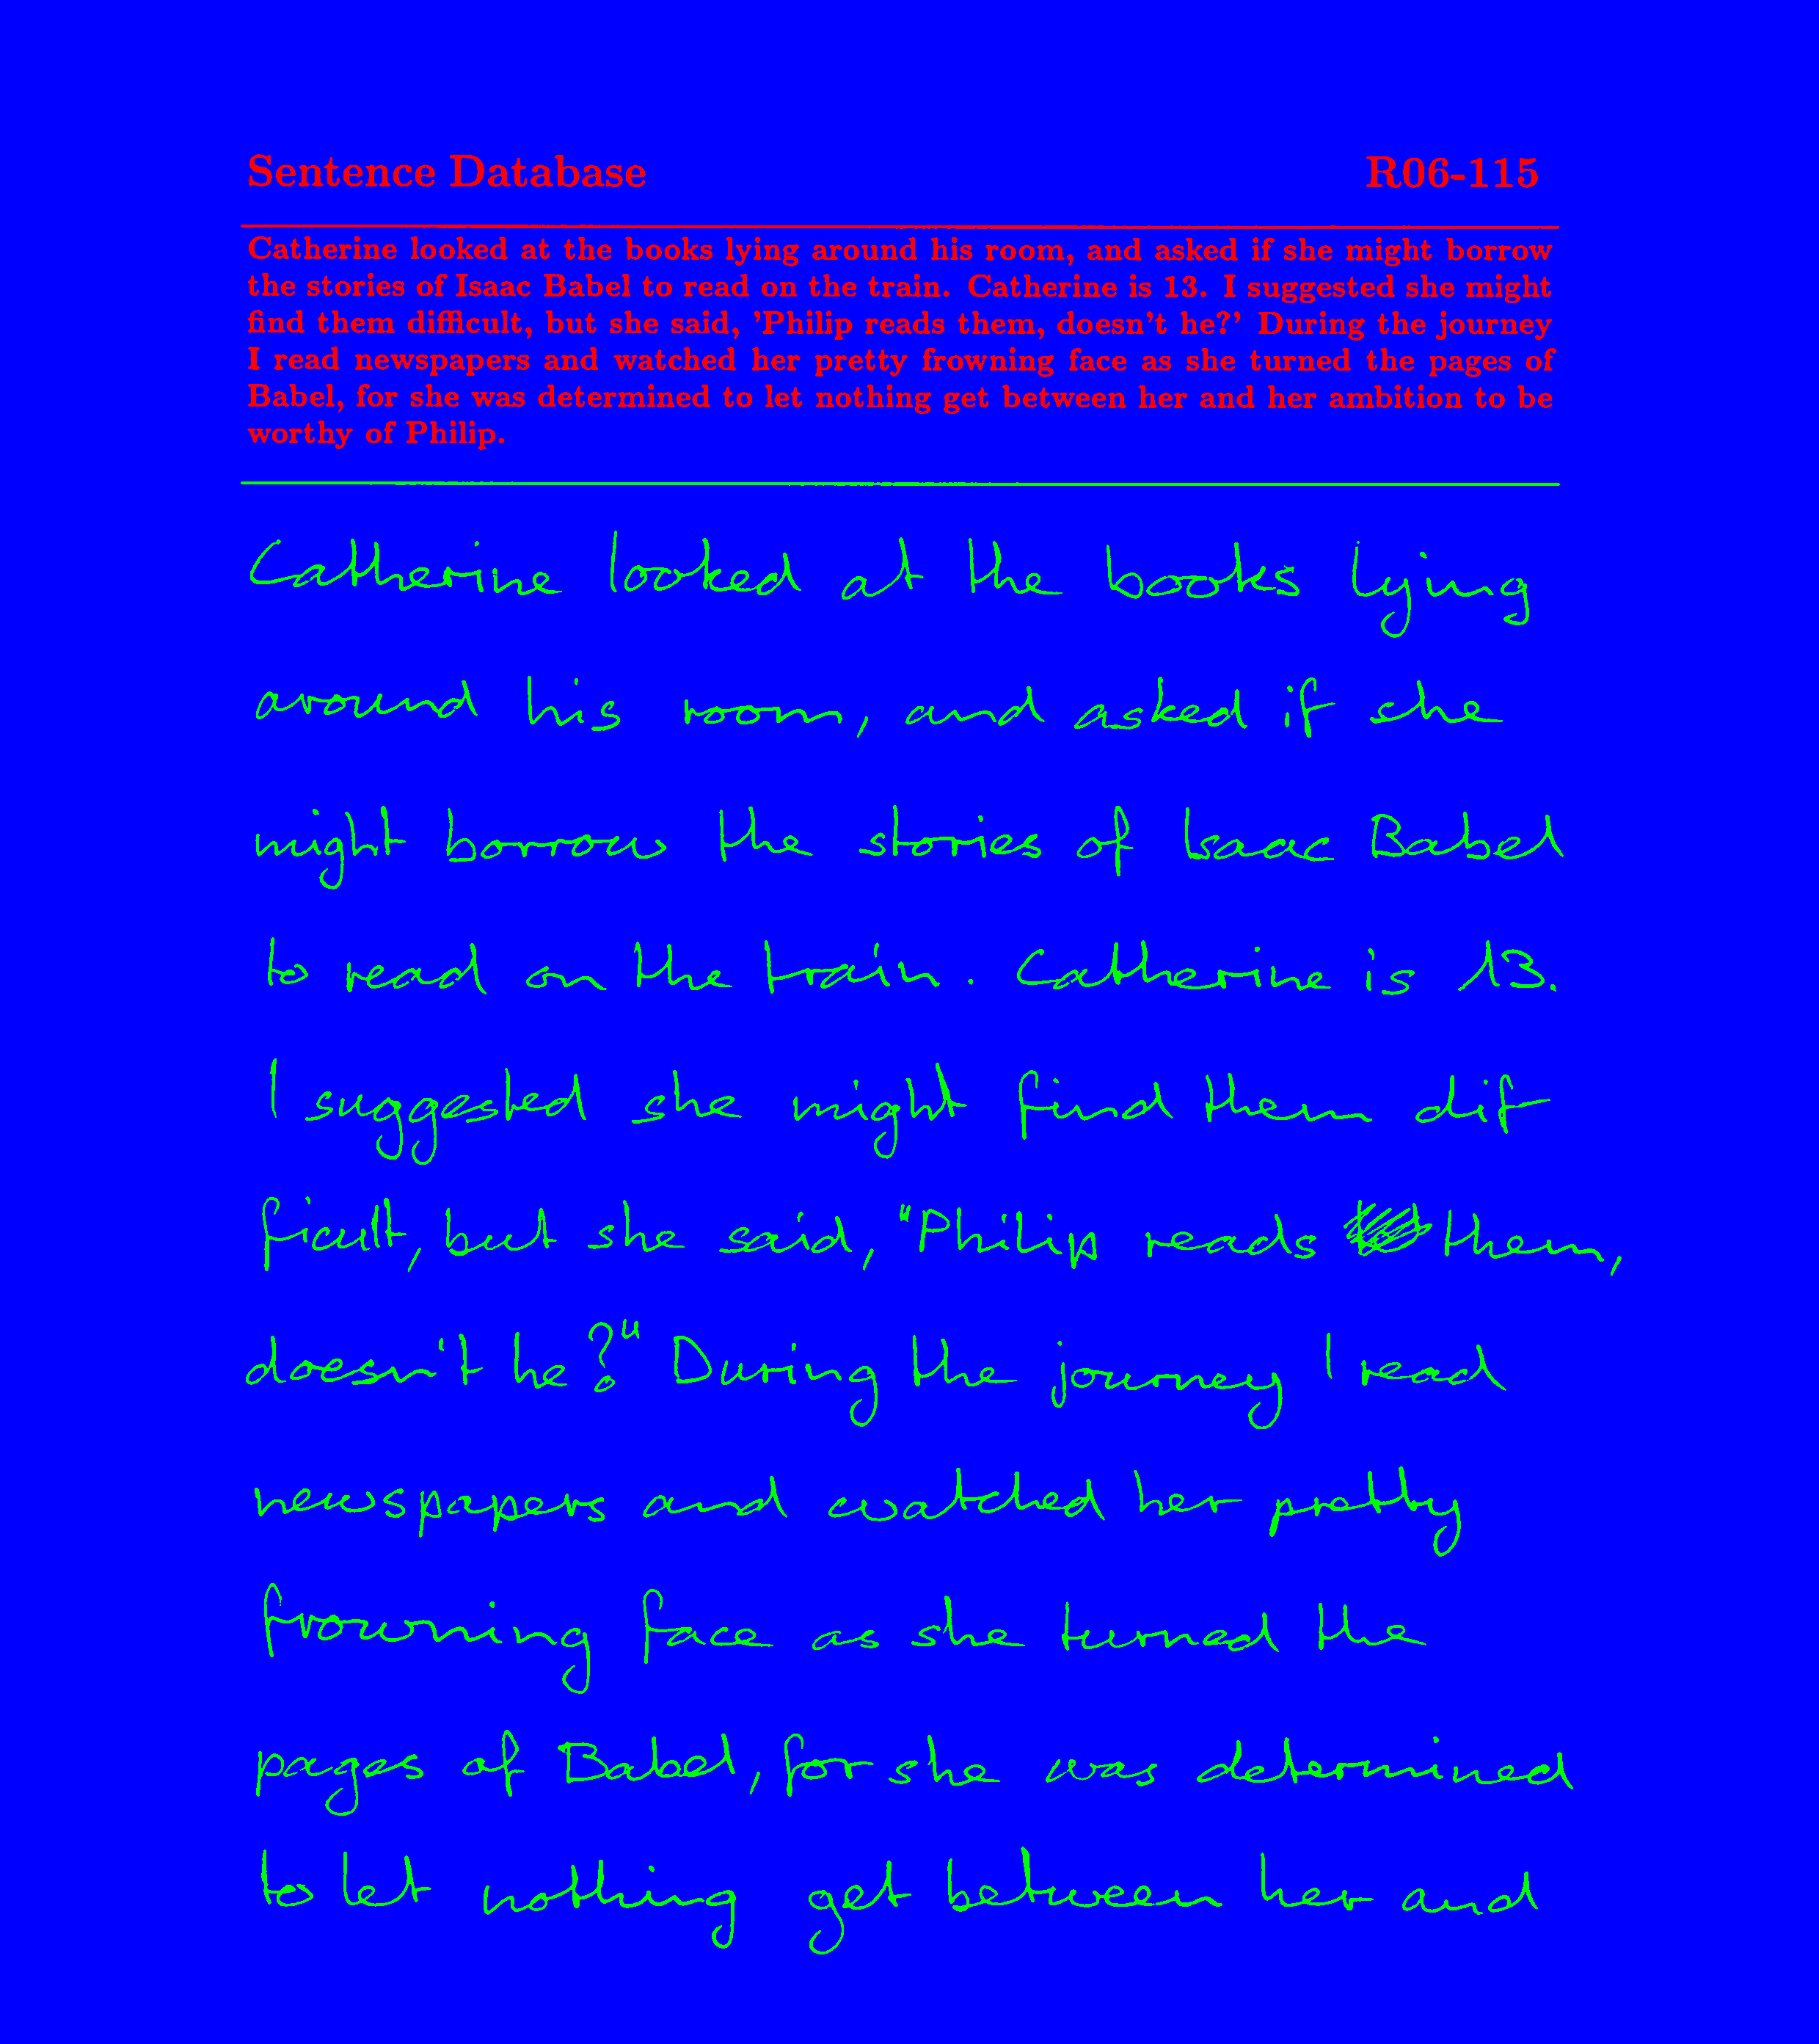 Sentence Database R06-115
Catherine looked at the books lying around his room, and asked if she might borrow
the stories of Isaac Babel to read on the train. Catherine is 13. I suggested she might
find them difficult, but she said, 'Philip reads them, doesn't he?' During the journey
I read newspapers and watched her pretty frowning face as she turned the pages of
Babel, for she was determined to let nothing get between her and her ambition to be
worthy of Philip.
Catherine looked at the books lying
around his room, and asked if she
might borrow the stories of Isaac Babel
to read on the train. Catherine is 13.
I suggested she might find them dif
ficult, but she said, "Philip reads them,
doesn't he?" During the journey I read
newspapers and watched her pretty
frowning face as she turned the
pages of Babel, for she was determined
to let nothing get between her and